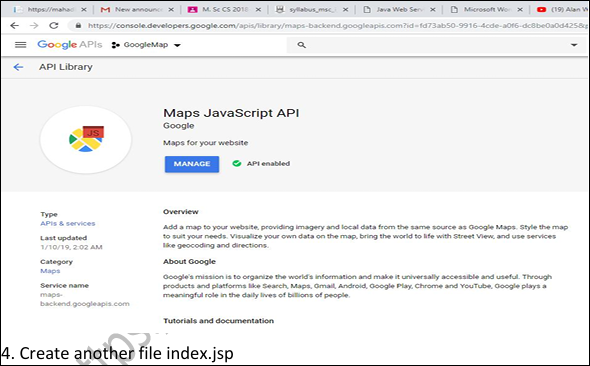 https://mahac
New announc
M. Sc CS 2018
syllabus_msc_
Java Web Serv
Microsoft Wor
(19) Alan W
https://console.developers.google.com/apis/library/maps-backend.googleapis.com?id=fd73ab50-9916-4cde-a0f6-dc8be0a0d425&
Google APIs GoogleMap
API Library
JS
Maps JavaScript API
Google
Maps for your website
MANAGE API enabled
Type
APIs & services
Last updated
1/10/19, 2:02 AM
Category
Maps
Service name
maps-
backend.googleapis.com
Overview
Add a map to your website, providing imagery and local data from the same source as Google Maps. Style the map
to suit your needs. Visualize your own data on the map, bring the world to life with Street View, and use services
like geocoding and directions.
About Google
Google's mission is to organize the world's information and make it universally accessible and useful. Through
products and platforms like Search, Maps, Gmail, Android, Google Play, Chrome and YouTube, Google plays a
meaningful role in the daily lives of billions of people.
Tutorials and documentation
4. Create another file index.jsp